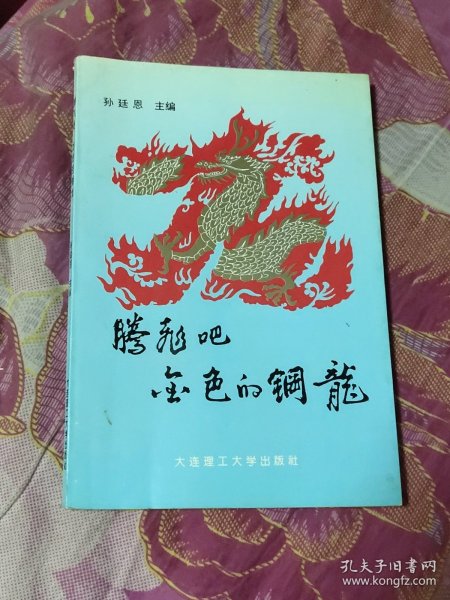 孙廷恩 主编
腾飞吧
金色的钢龍
大连理工大学出版社
孔夫子旧书网
www.kongfz.com